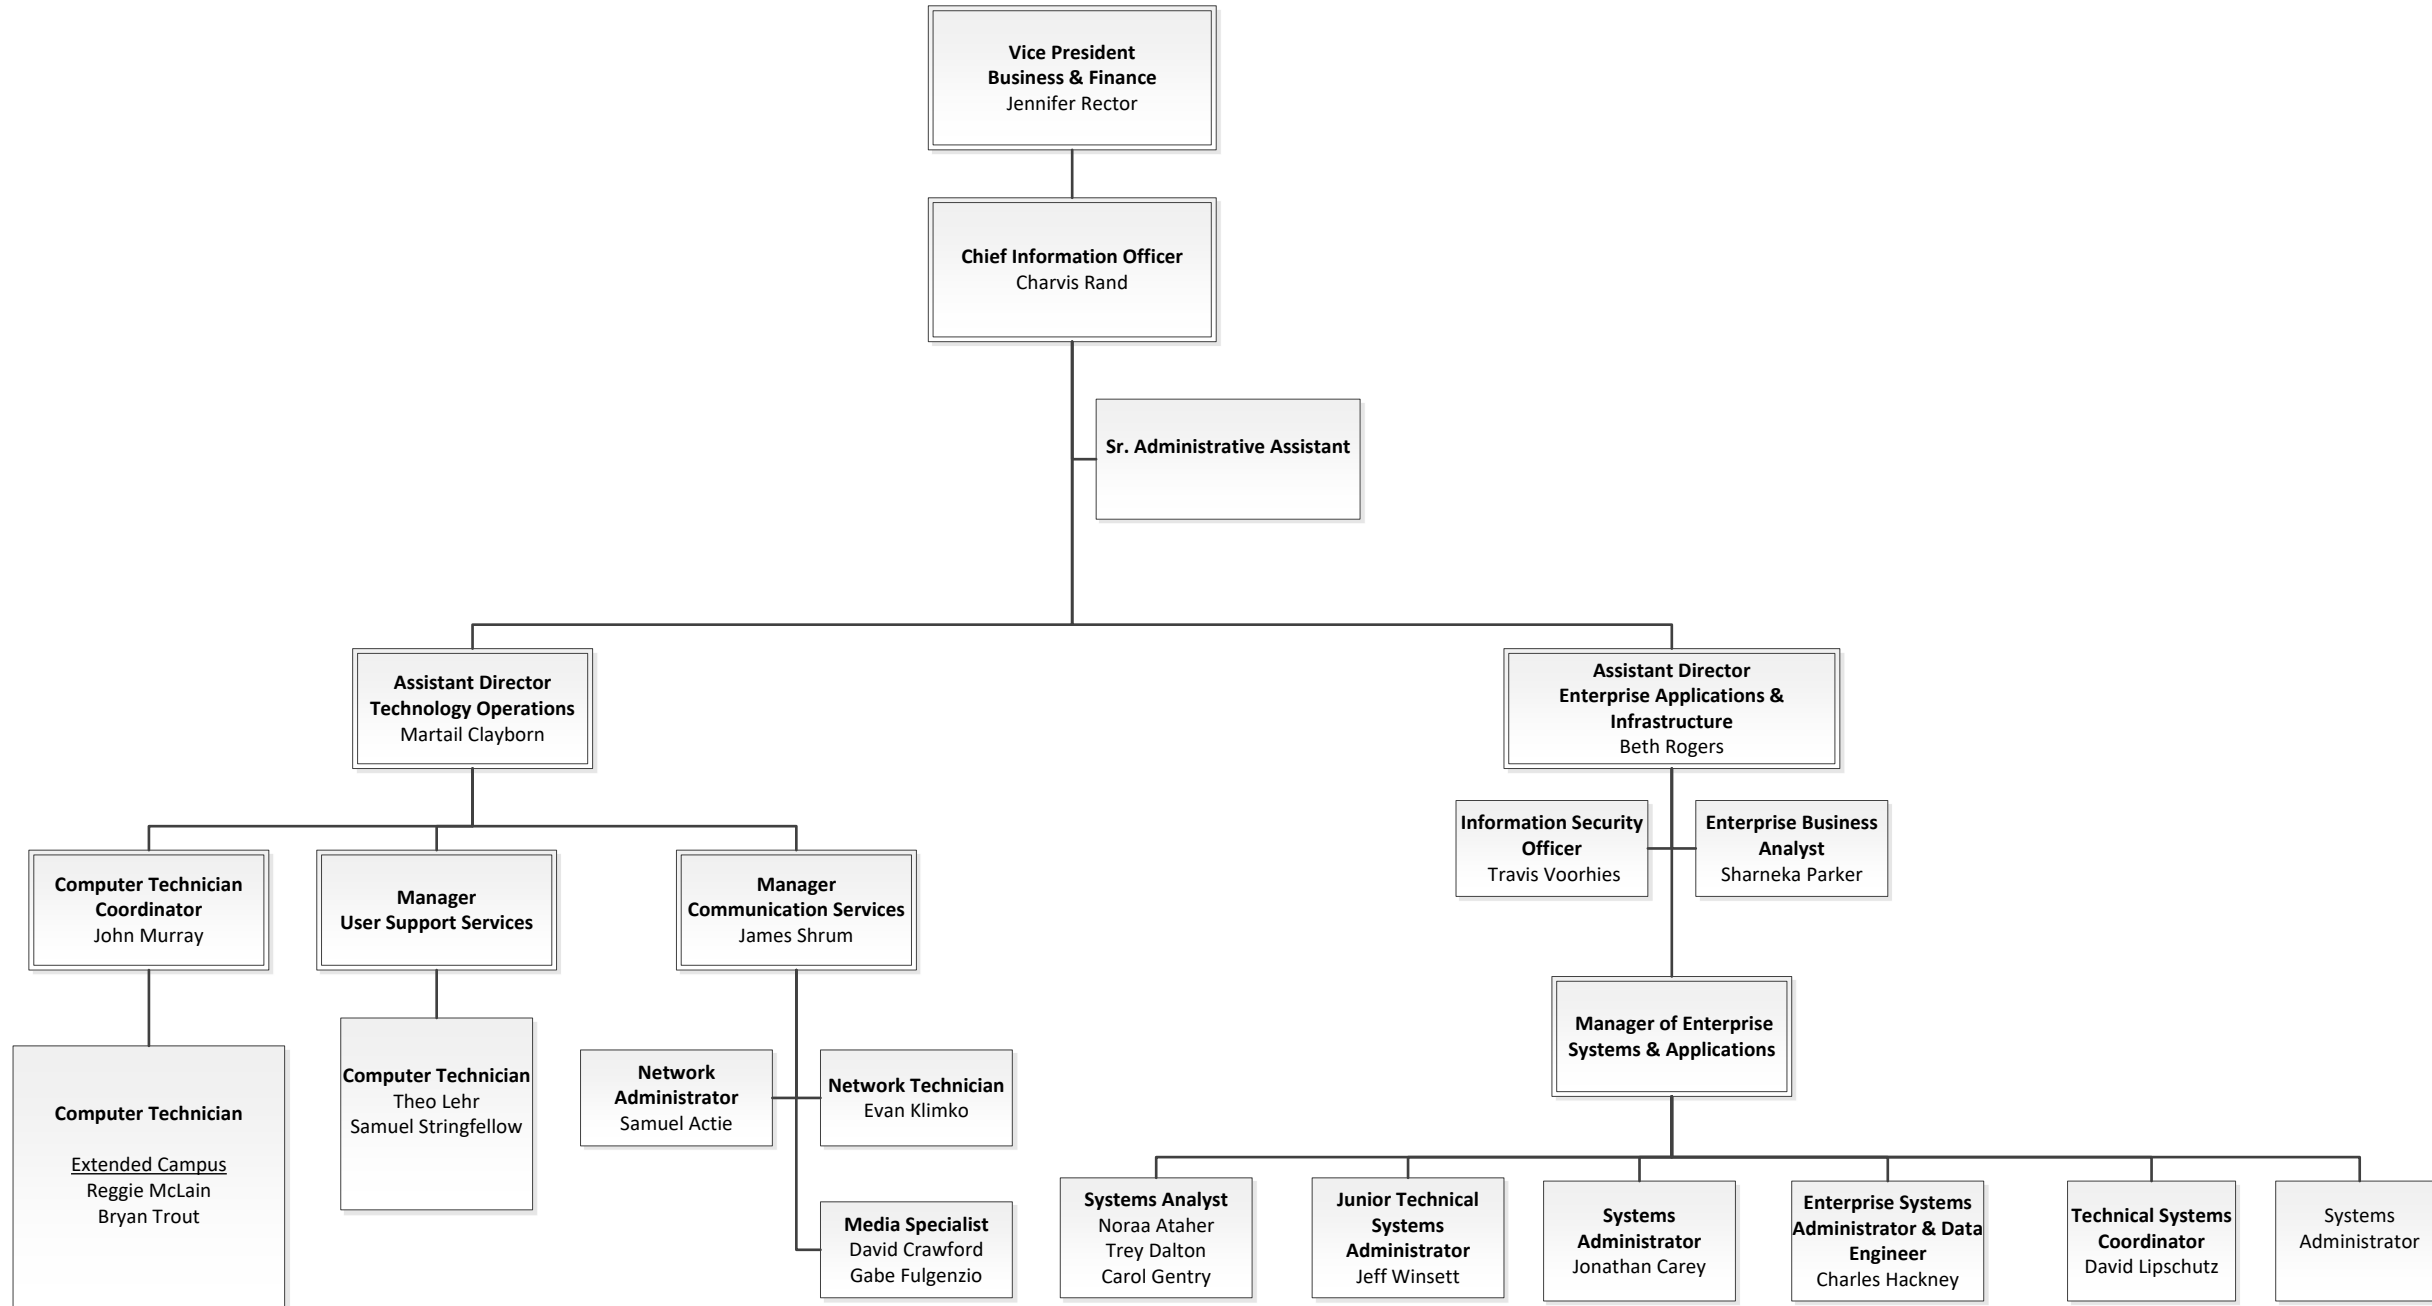 Vice President
Business & Finance
Jennifer Rector
Chief Information Officer
Charvis Rand
Sr. Administrative Assistant
Assistant Director
Technology Operations
Martail Clayborn
Assistant Director
Enterprise Applications &
Infrastructure
Beth Rogers
Information Security
Officer
Travis Voorhies
Enterprise Business
Analyst
Sharneka Parker
Computer Technician
Coordinator
John Murray
Manager
User Support Services
Manager
Communication Services
James Shrum
Manager of Enterprise
Systems & Applications
Computer Technician
Extended Campus
Reggie McLain
Bryan Trout
Computer Technician
Theo Lehr
Samuel Stringfellow
Network
Administrator
Samuel Actie
Network Technician
Evan Klimko
Media Specialist
David Crawford
Gabe Fulgenzio
Systems Analyst
Noraa Ataher
Trey Dalton
Carol Gentry
Junior Technical
Systems
Administrator
Jeff Winsett
Systems
Administrator
Jonathan Carey
Enterprise Systems
Administrator & Data
Engineer
Charles Hackney
Technical Systems
Coordinator
David Lipschutz
Systems
Administrator